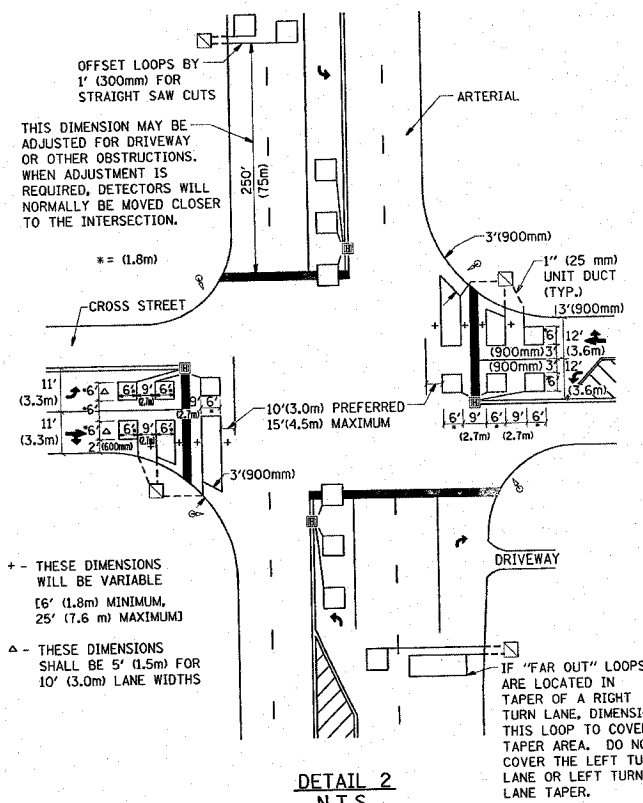 OFFSET LOOPS BY
1' (300mm) FOR
STRAIGHT SAW CUTS
ARTERIAL
THIS DIMENSION MAY BE
ADJUSTED FOR DRIVEWAY
OR OTHER OBSTRUCTIONS.
WHEN ADJUSTMENT IS
REQUIRED, DETECTORS WILL
NORMALLY BE MOVED CLOSER
TO THE INTERSECTION.
250'
(75m)
* = (1.8m)
H
3'(900mm)
1" (25 mm)
UNIT DUCT
(TYP.)
CROSS STREET
3'(900mm)
+ + +
6'
12'
(3.6m)
(900mm) 3'
(900mm) 3'
6'
12'
(3.6m)
H
6' 9' 6' 9' 6'
* * *
(2.7m) (2.7m)
H
11'
(3.3m)
*6' △ 6' 9' 6'
*6'
9' 6'
(2.7m) *
11'
(3.3m)
*6' △ 6' 9' 6'
2' (600mm)
+ + +
10'(3.0m) PREFERRED
15'(4.5m) MAXIMUM
3'(900mm)
H
DRIVEWAY
+ - THESE DIMENSIONS
WILL BE VARIABLE
[6' (1.8m) MINIMUM,
25' (7.6 m) MAXIMUM]
△ - THESE DIMENSIONS
SHALL BE 5' (1.5m) FOR
10' (3.0m) LANE WIDTHS
IF "FAR OUT" LOOPS
ARE LOCATED IN
TAPER OF A RIGHT
TURN LANE, DIMENSI
THIS LOOP TO COVE
TAPER AREA. DO NO
COVER THE LEFT TU
LANE OR LEFT TURN
LANE TAPER.
DETAIL 2
N.T.S.